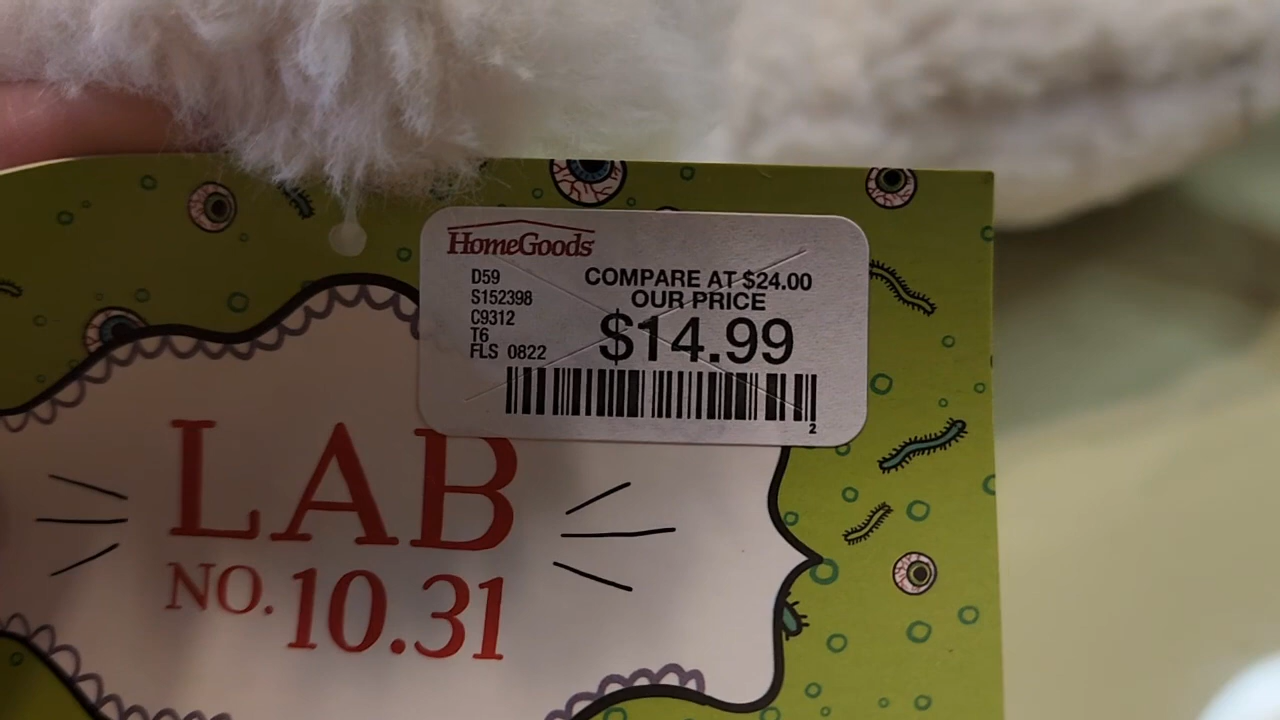 HomeGoods
D59
S152398
C9312
T6
FLS 0822
COMPARE AT $24.00
OUR PRICE
$14.99
2
LAB
NO. 10.31